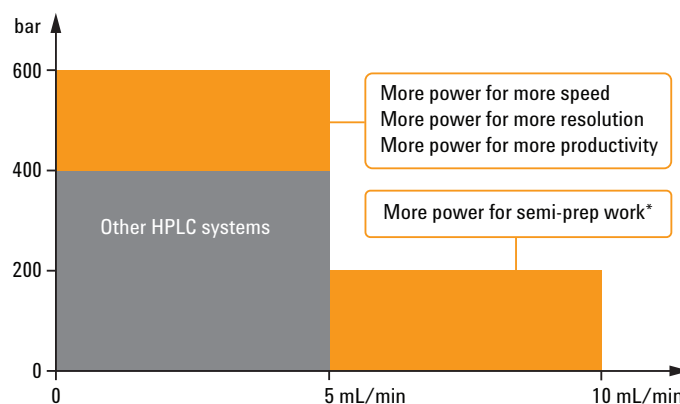 bar
600
More power for more speed
More power for more resolution
More power for more productivity
400
More power for semi-prep work*
Other HPLC systems
200
0
0
5 mL/min
10 mL/min